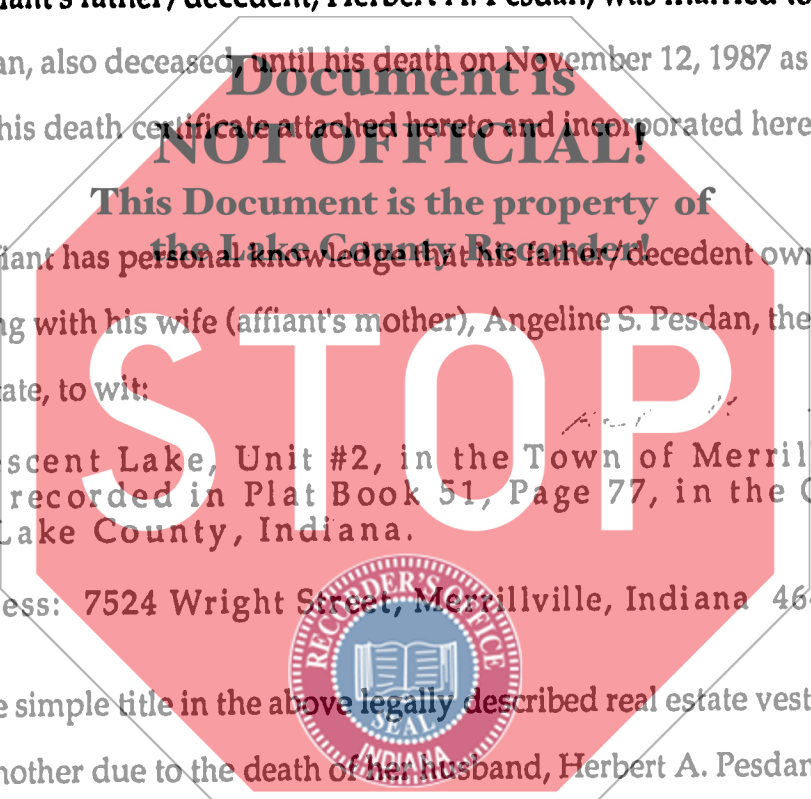 iant's father/decedent, Herbert A. Pesdan, was married to
an, also deceased, until his death on November 12, 1987 as
Document is
his death certificate attached hereto and incorporated here
NOT OFFICIAL!
This Document is the property of
the Lake County Recorder!
fiant has personal knowledge that his father/decedent own
ng with his wife (affiant's mother), Angeline S. Pesdan, the
STOP
ate, to wit:
scent Lake, Unit #2, in the Town of Merril
recorded in Plat Book 51, Page 77, in the
Lake County, Indiana.
ess: 7524 Wright Street, Merrillville, Indiana 46
RECORDER'S OFFICE
SEAL
INDIANA
e simple title in the above legally described real estate vest
nother due to the death of her husband, Herbert A. Pesdan